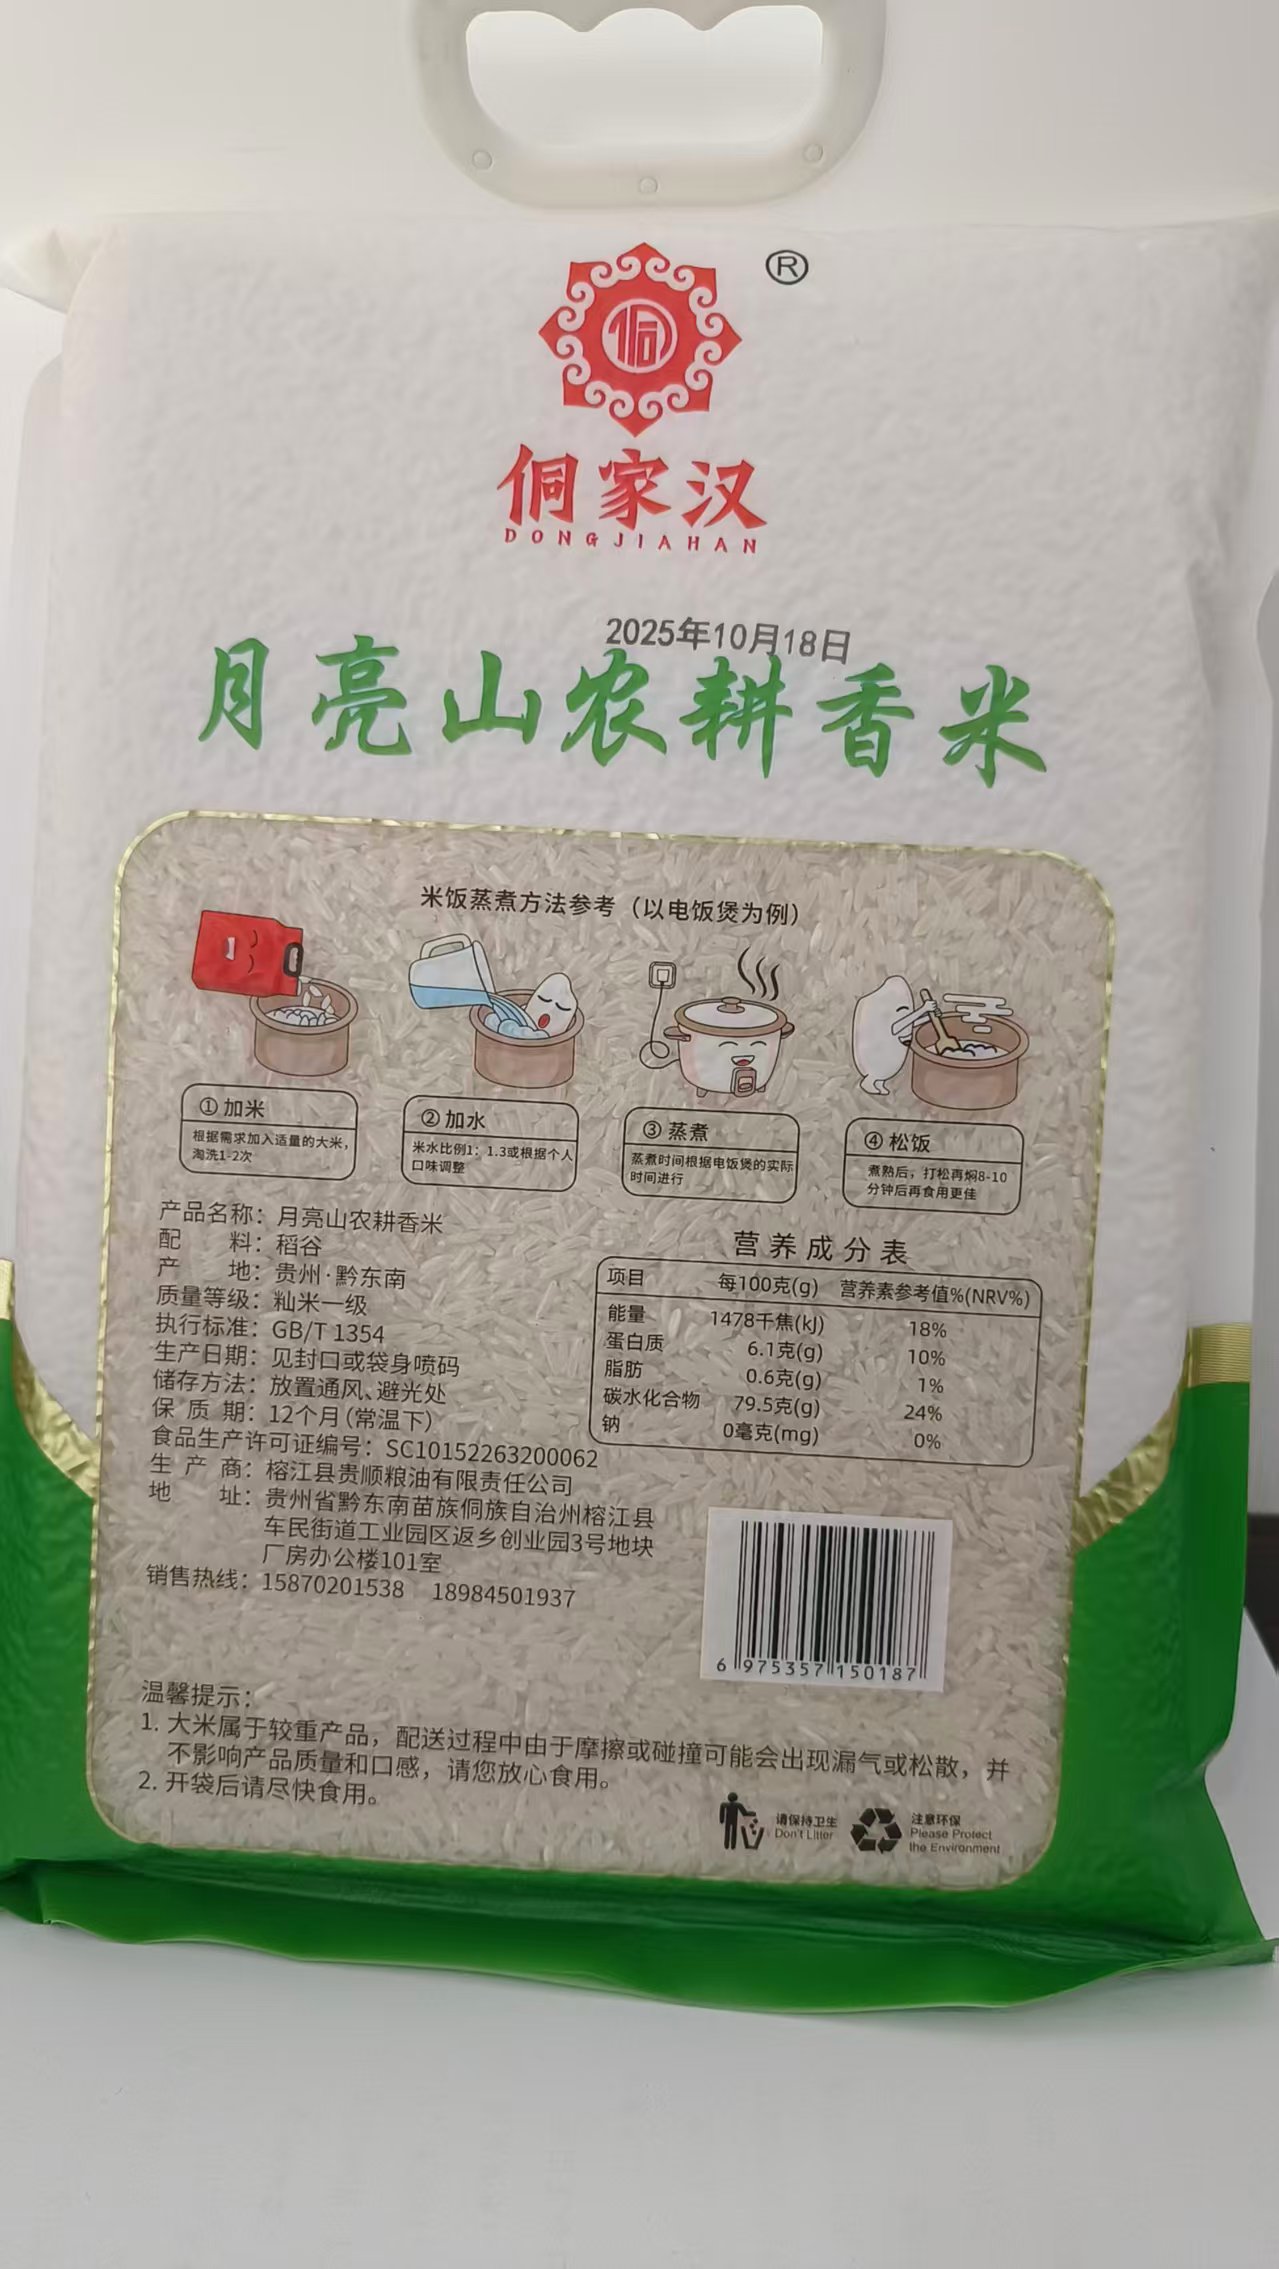 ®
侗家汉
DONGJIAHAN
2025年10月18日
月亮山农耕香米
米饭蒸煮方法参考（以电饭煲为例）
① 加米
根据需求加入适量的大米，
淘洗1-2次
② 加水
米水比例1：1.3或根据个人
口味调整
③ 蒸煮
蒸煮时间根据电饭煲的实际
时间进行
④ 松饭
煮熟后，打松再焖8-10
分钟后再食用更佳
产品名称：月亮山农耕香米
配 料：稻谷
产 地：贵州·黔东南
质量等级：籼米一级
执行标准：GB/T 1354
生产日期：见封口或袋身喷码
储存方法：放置通风、避光处
保 质 期：12个月（常温下）
食品生产许可证编号：SC10152263200062
生 产 商：榕江县贵顺粮油有限责任公司
地 址：贵州省黔东南苗族侗族自治州榕江县
车民街道工业园区返乡创业园3号地块
厂房办公楼101室
销售热线：15870201538 18984501937
营养成分表
项目 每100克(g) 营养素参考值%(NRV%)
能量 1478千焦(kJ) 18%
蛋白质 6.1克(g) 10%
脂肪 0.6克(g) 1%
碳水化合物 79.5克(g) 24%
钠 0毫克(mg) 0%
6 975357 150187
温馨提示：
1. 大米属于较重产品，配送过程中由于摩擦或碰撞可能会出现漏气或松散，并
不影响产品质量和口感，请您放心食用。
2. 开袋后请尽快食用。
请保持卫生
Don't Litter
注意环保
Please Protect
the Environment